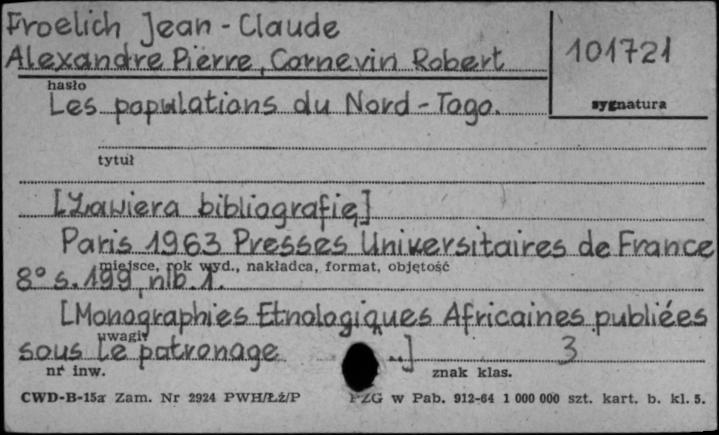 Froelich Jean-Claude
Alexandre Pierre, Cornevin Robert
101721
hasło
sygnatura
Les populations du Nord-Togo.
tytuł
[Zawiera bibliografię]
Paris 1963 Presses Universitaires de France
miejsce, rok wyd., nakładca, format, objętość
8° s. 199, nlb. 1.
[Monographies Etnologiques Africaines publiées
uwagi
sous le patronage ..] 3
nr inw.
znak klas.
CWD-B-15a Zam. Nr 2924 PWH/Łż/P PZG w Pab. 912-64 1 000 000 szt. kart. b. kl. 5.